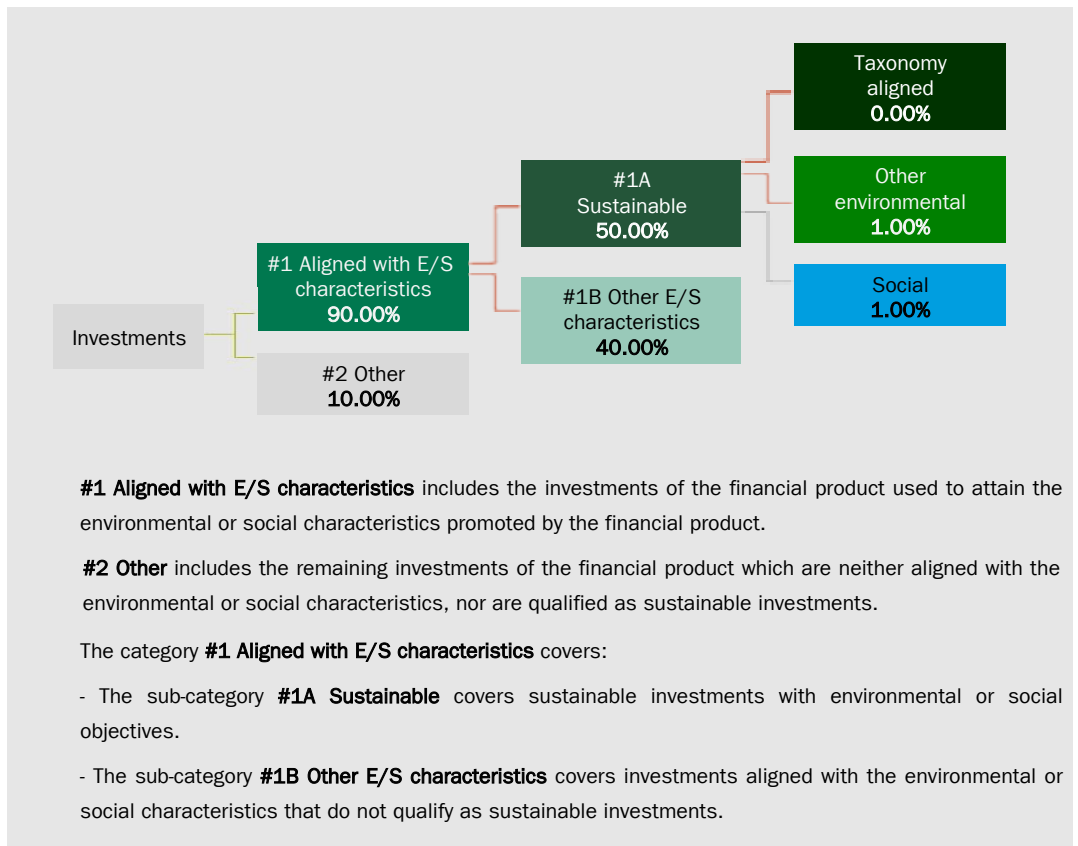 Taxonomy
aligned
0.00%
Other
environmental
1.00%
#1A
Sustainable
50.00%
#1 Aligned with E/S
characteristics
90.00%
Social
1.00%
#1B Other E/S
characteristics
40.00%
Investments
#2 Other
10.00%
#1 Aligned with E/S characteristics includes the investments of the financial product used to attain the
environmental or social characteristics promoted by the financial product.
#2 Other includes the remaining investments of the financial product which are neither aligned with the
environmental or social characteristics, nor are qualified as sustainable investments.
The category #1 Aligned with E/S characteristics covers:
- The sub-category #1A Sustainable covers sustainable investments with environmental or social
objectives.
- The sub-category #1B Other E/S characteristics covers investments aligned with the environmental or
social characteristics that do not qualify as sustainable investments.